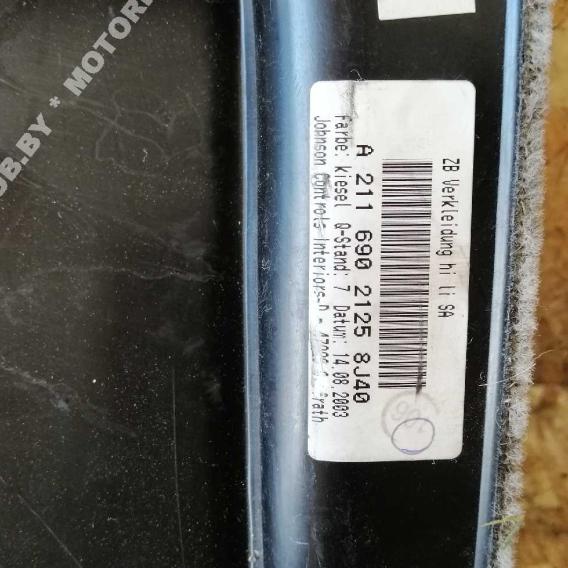 ZB Verkleidung hi li SA
A 211 690 2125 8J40
Farbe: kiesel Q-Stand: 7 Datum: 14.08.2003
Johnson Controls Interiors
OB.BY * MOTOR